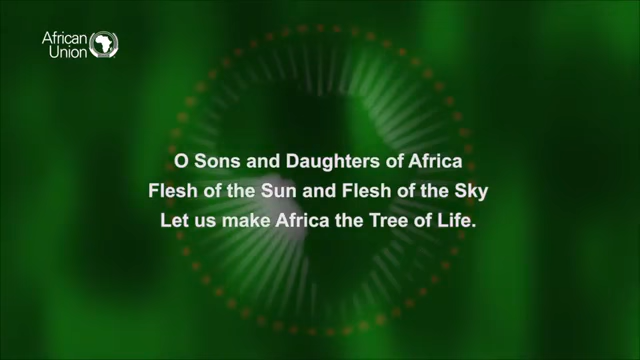 African
Union
O Sons and Daughters of Africa
Flesh of the Sun and Flesh of the Sky
Let us make Africa the Tree of Life.